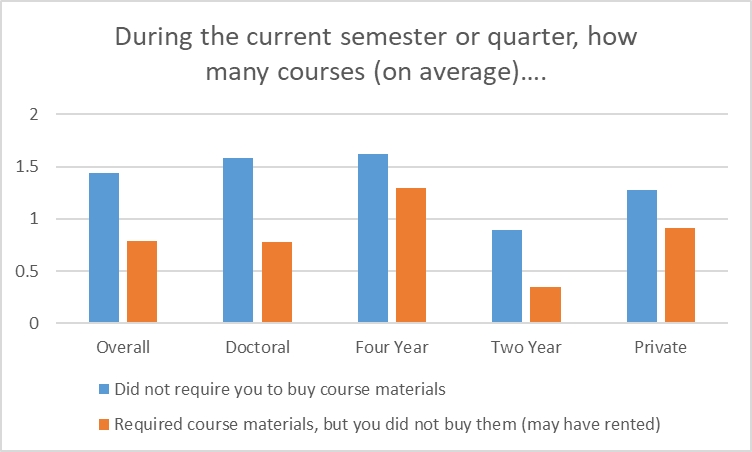 During the current semester or quarter, how
many courses (on average)....
2
1.5
1
0.5
0
Overall
Doctoral
Four Year
Two Year
Private
Did not require you to buy course materials
Required course materials, but you did not buy them (may have rented)